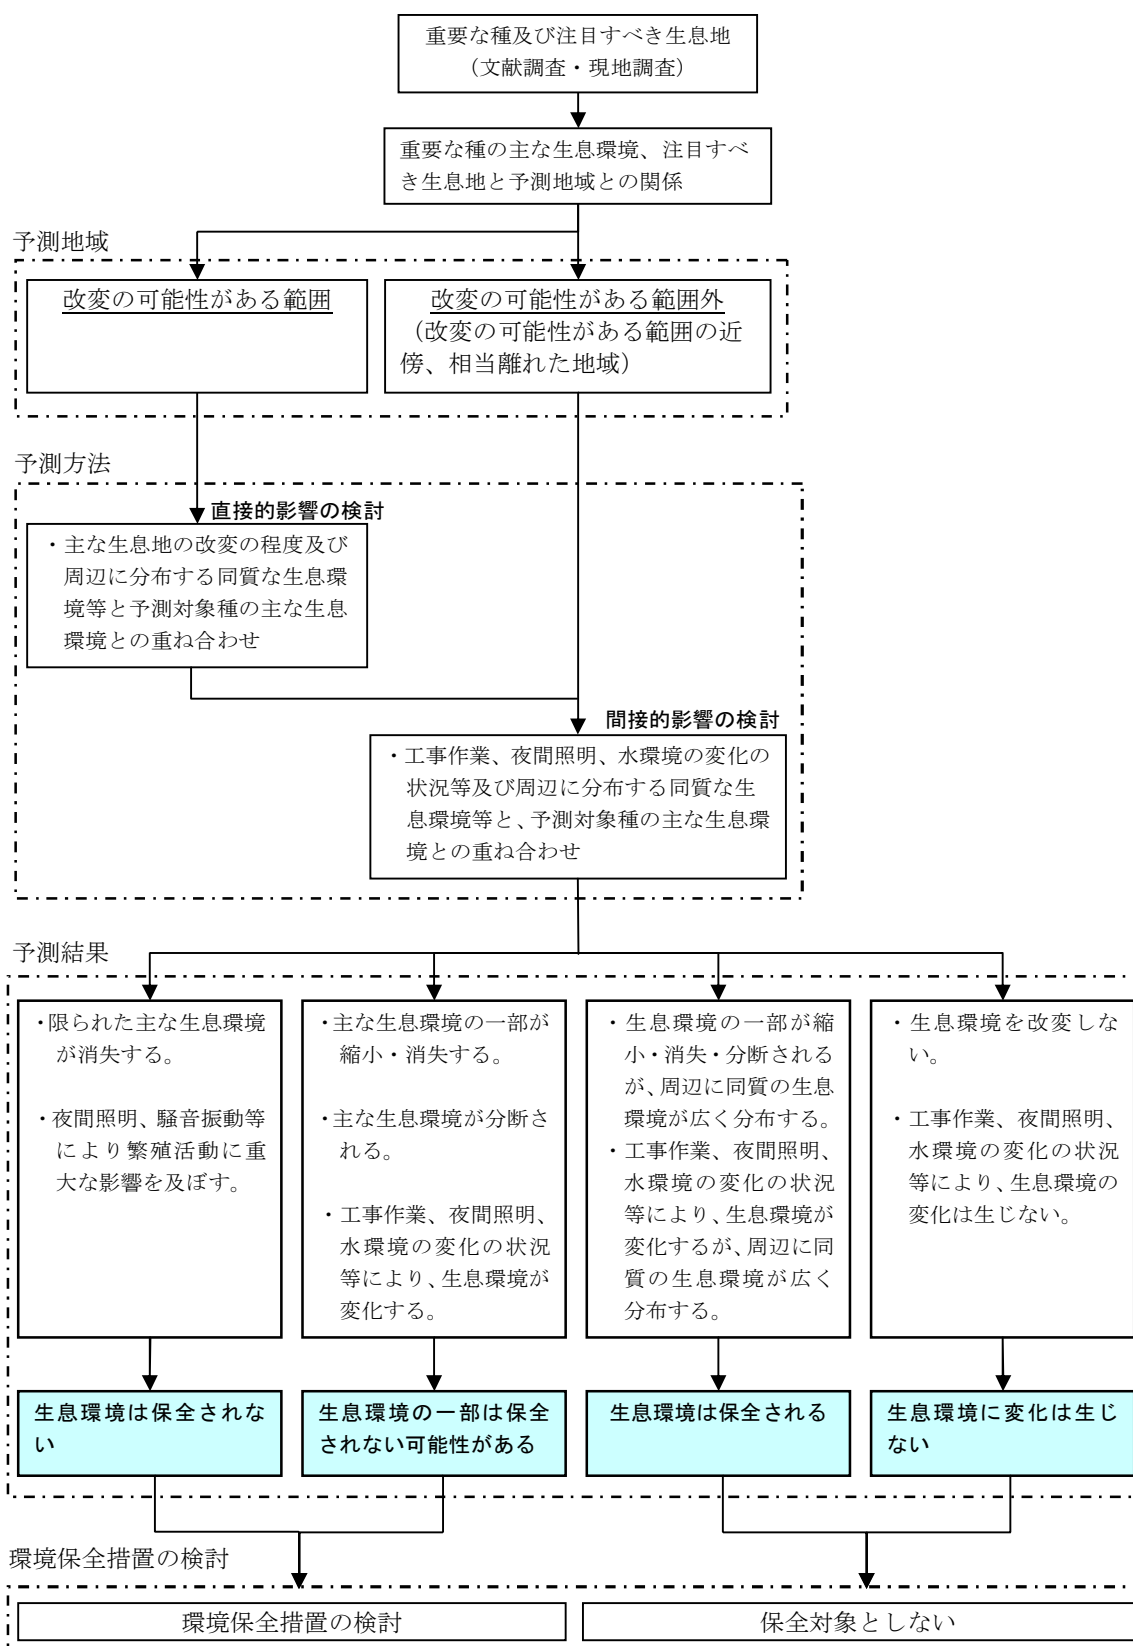 重要な種及び注目すべき生息地
（文献調査・現地調査）
重要な種の主な生息環境、注目すべ
き生息地と予測地域との関係
予測地域
改変の可能性がある範囲
改変の可能性がある範囲外
（改変の可能性がある範囲の近
傍、相当離れた地域）
予測方法
直接的影響の検討
・主な生息地の改変の程度及び
周辺に分布する同質な生息環
境等と予測対象種の主な生息
環境との重ね合わせ
間接的影響の検討
・工事作業、夜間照明、水環境の変化の
状況等及び周辺に分布する同質な生
息環境等と、予測対象種の主な生息環
境との重ね合わせ
予測結果
・限られた主な生息環境
が消失する。
・夜間照明、騒音振動等
により繁殖活動に重
大な影響を及ぼす。
・主な生息環境の一部が
縮小・消失する。
・主な生息環境が分断さ
れる。
・工事作業、夜間照明、
水環境の変化の状況
等により、生息環境が
変化する。
・生息環境の一部が縮
小・消失・分断される
が、周辺に同質の生息
環境が広く分布する。
・工事作業、夜間照明、
水環境の変化の状況
等により、生息環境が
変化するが、周辺に同
質の生息環境が広く
分布する。
・生息環境を改変しな
い。
・工事作業、夜間照明、
水環境の変化の状況
等により、生息環境の
変化は生じない。
生息環境は保全されな
い
生息環境の一部は保全
されない可能性がある
生息環境は保全される
生息環境に変化は生じ
ない
環境保全措置の検討
環境保全措置の検討
保全対象としない